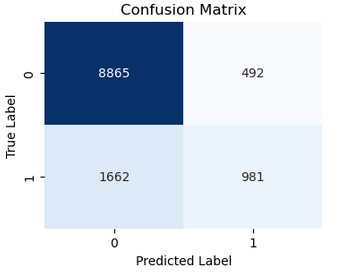 Confusion Matrix
True Label
0
8865
492
1
1662
981
0
1
Predicted Label